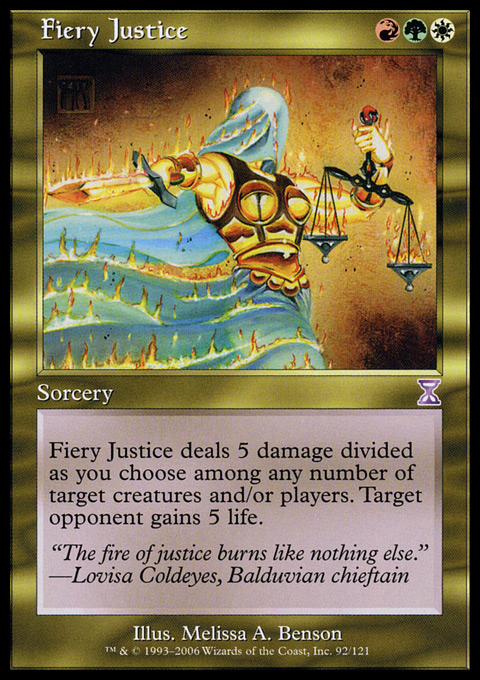 Fiery Justice
Sorcery
Fiery Justice deals 5 damage divided
as you choose among any number of
target creatures and/or players. Target
opponent gains 5 life.
“The fire of justice burns like nothing else.”
—Lovisa Coldeyes, Balduvian chieftain
Illus. Melissa A. Benson
™ & © 1993–2006 Wizards of the Coast, Inc. 92/121